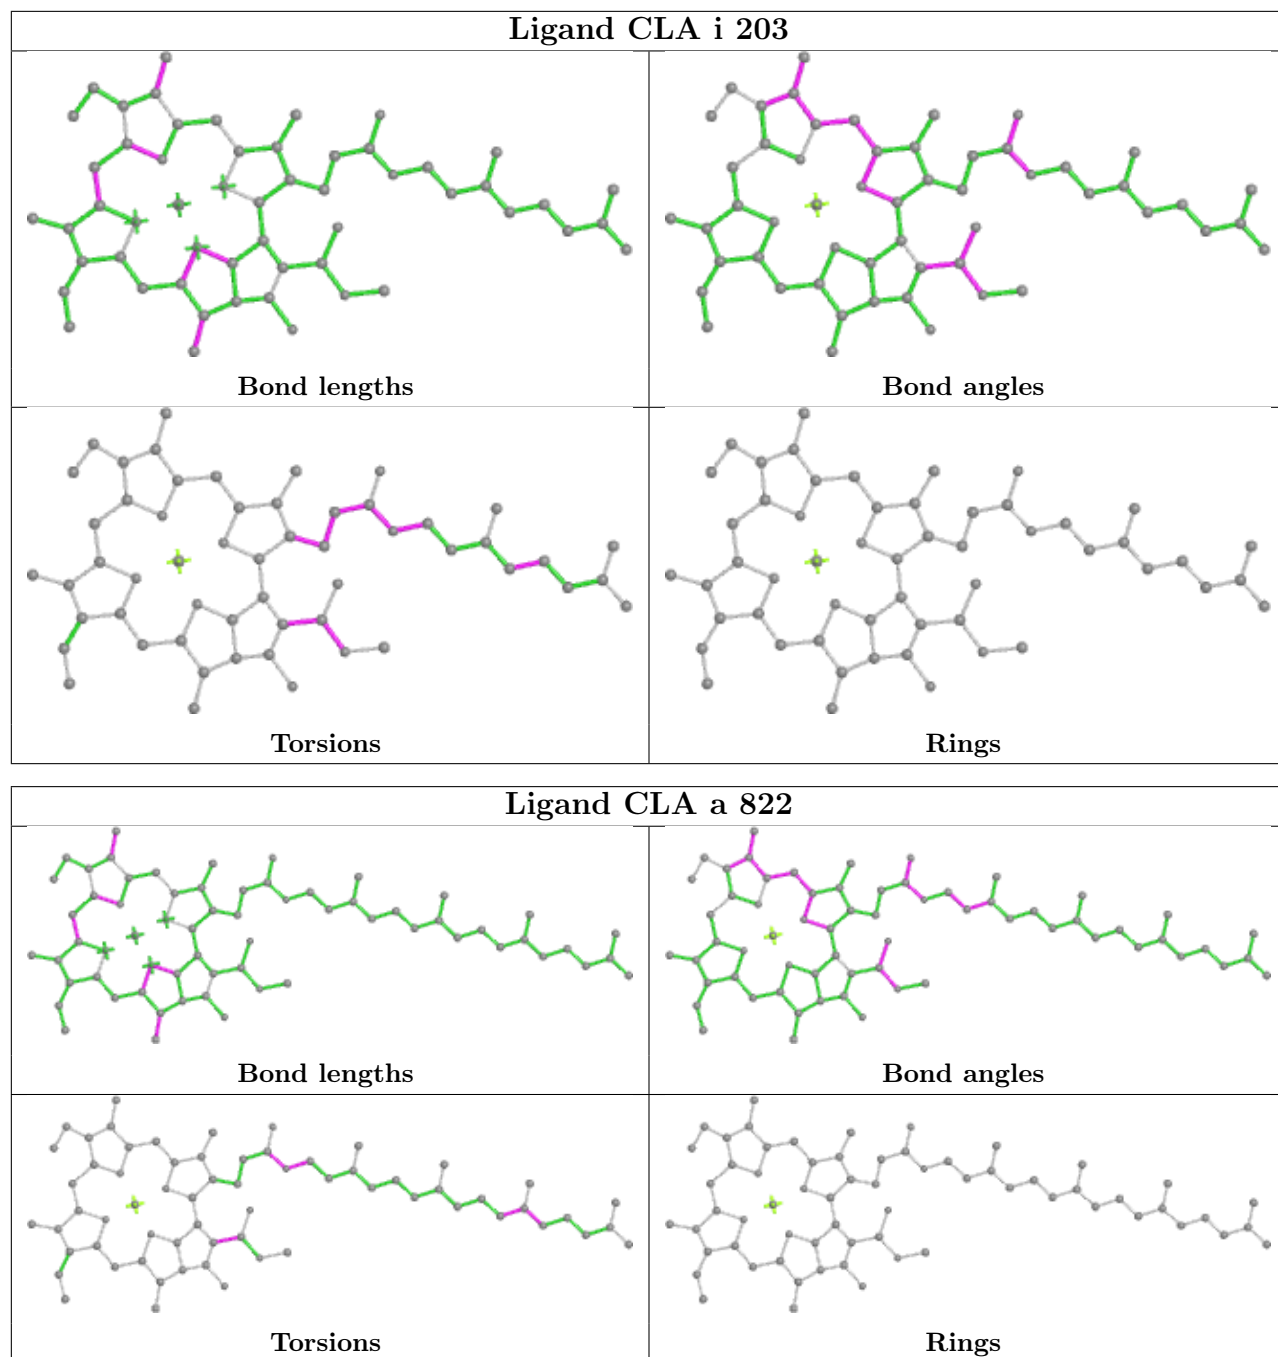 Ligand CLA i 203
Bond lengths
Bond angles
Torsions
Rings
Ligand CLA a 822
Bond lengths
Bond angles
Torsions
Rings